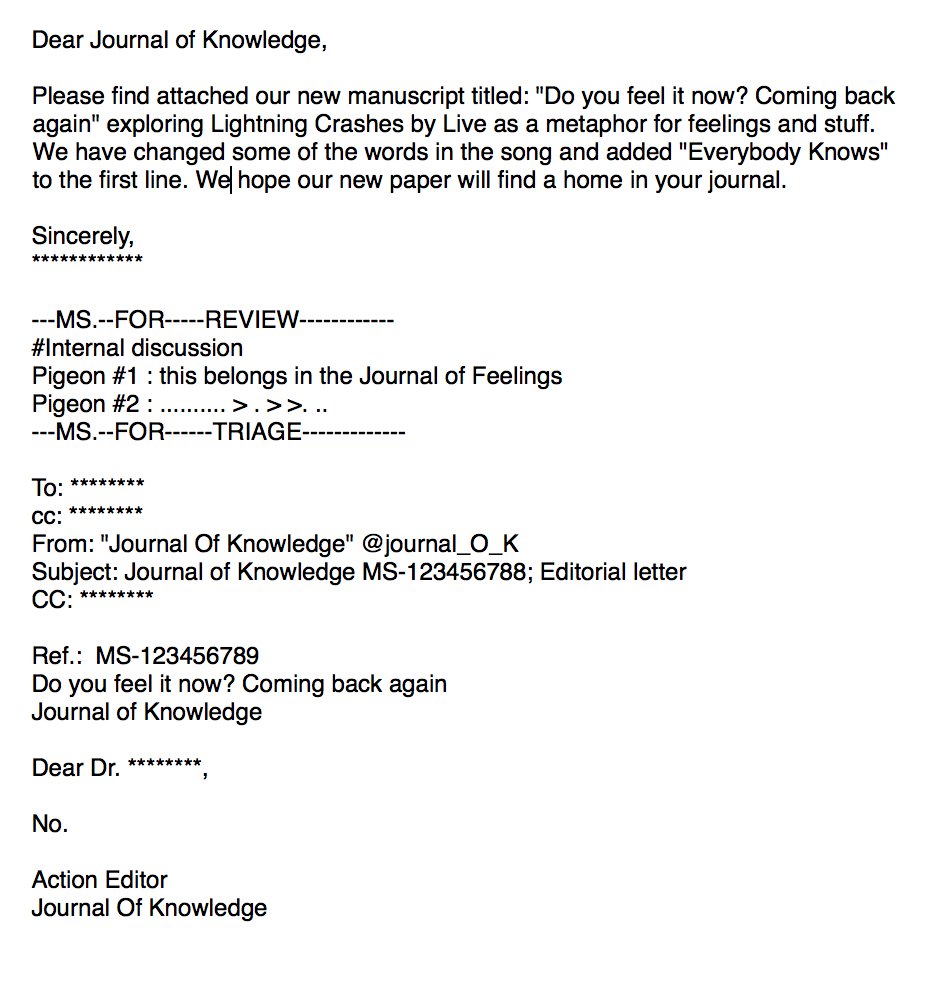 Dear Journal of Knowledge,
Please find attached our new manuscript titled: "Do you feel it now? Coming back
again" exploring Lightning Crashes by Live as a metaphor for feelings and stuff.
We have changed some of the words in the song and added "Everybody Knows"
to the first line. We hope our new paper will find a home in your journal.
Sincerely,
************
---MS.--FOR-----REVIEW------------
#Internal discussion
Pigeon #1 : this belongs in the Journal of Feelings
Pigeon #2 : .......... > . > >. ..
---MS.--FOR------TRIAGE-------------
To: ********
cc: ********
From: "Journal Of Knowledge" @journal_O_K
Subject: Journal of Knowledge MS-123456788; Editorial letter
CC: ********
Ref.:  MS-123456789
Do you feel it now? Coming back again
Journal of Knowledge
Dear Dr. ********,
No.
Action Editor
Journal Of Knowledge